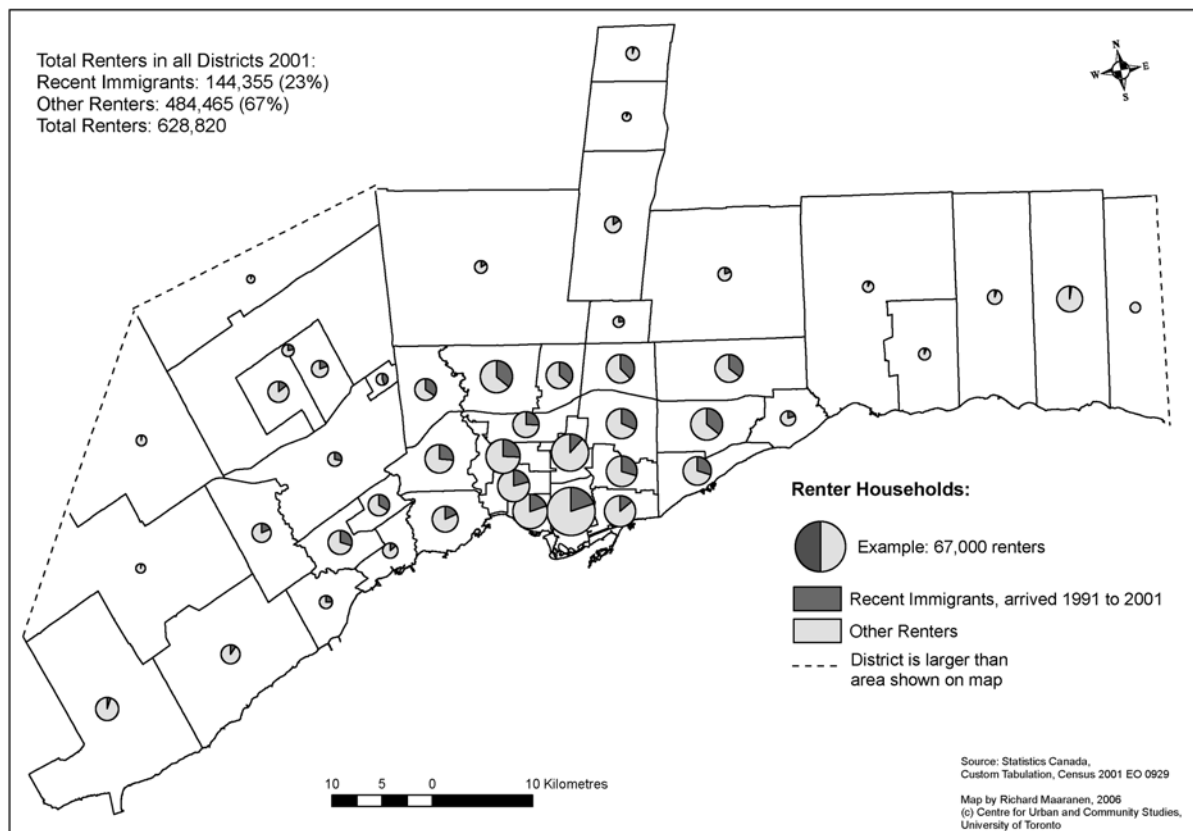 Total Renters in all Districts 2001:
Recent Immigrants: 144,355 (23%)
Other Renters: 484,465 (67%)
Total Renters: 628,820
N
W
E
S
Renter Households:
Example: 67,000 renters
Recent Immigrants, arrived 1991 to 2001
Other Renters
District is larger than
area shown on map
10 5 0 10 Kilometres
Source: Statistics Canada,
Custom Tabulation, Census 2001 EO 0929
Map by Richard Maaranen, 2006
(c) Centre for Urban and Community Studies,
University of Toronto